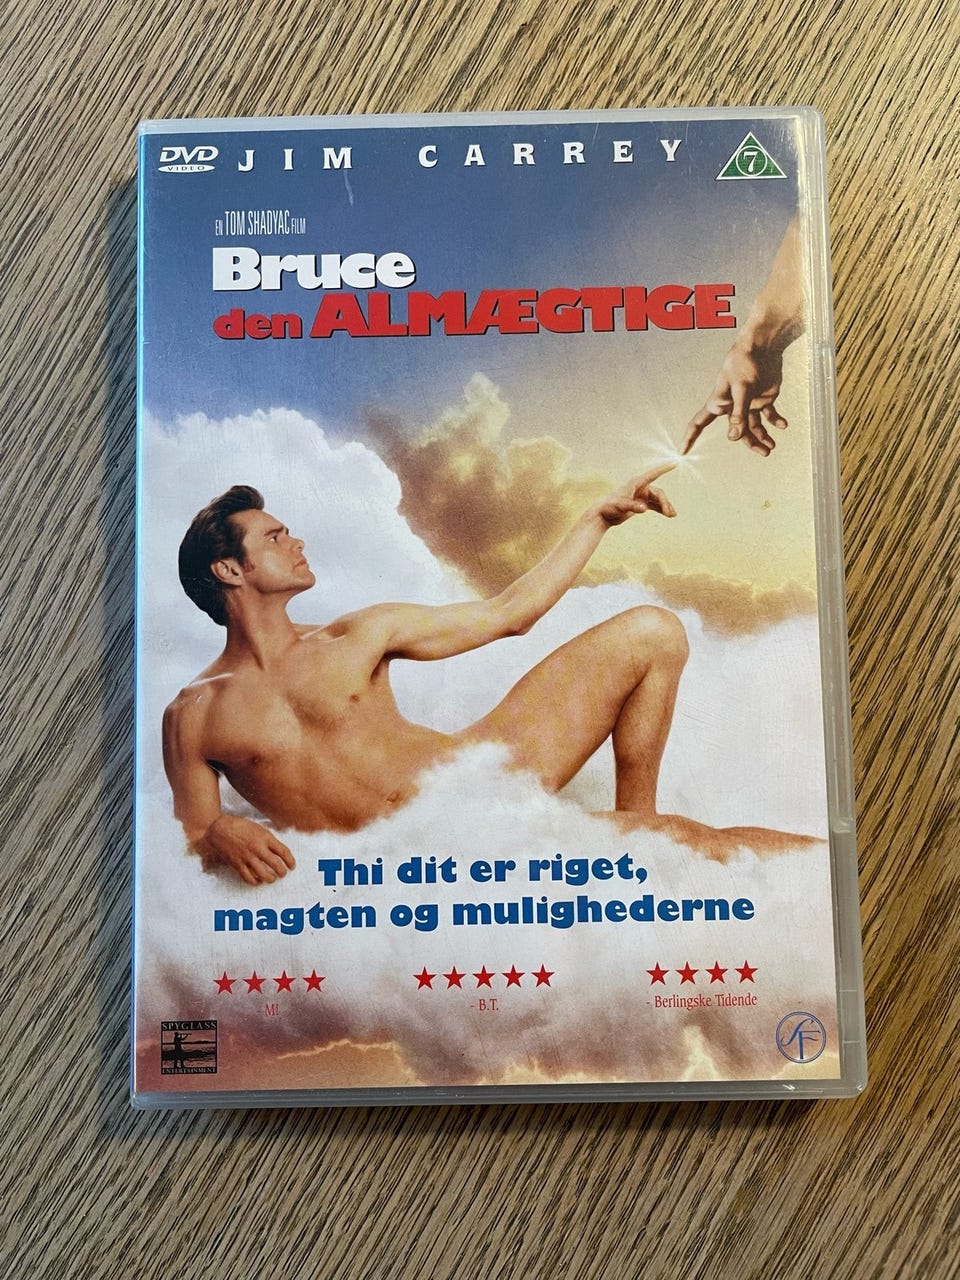 DVD
VIDEO
JIM CARREY
7
EN TOM SHADYAC FILM
Bruce
den ALMÆGTIGE
Thi dit er riget,
magten og mulighederne
★★★★
- M!
★★★★★
- B.T.
★★★★
- Berlingske Tidende
SPYGLASS
ENTERTAINMENT
SF